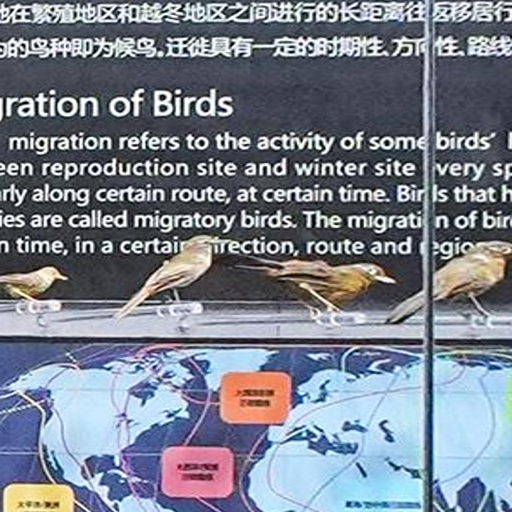 地在繁殖地区和越冬地区之间进行的长距离往返移居行
的鸟种即为候鸟。迁徙具有一定的时期性、方向性、路线
gration of Birds
migration refers to the activity of some birds'
een reproduction site and winter site every sp
rly along certain route, at certain time. Birds that h
ies are called migratory birds. The migration of bir
n time, in a certain direction, route and region